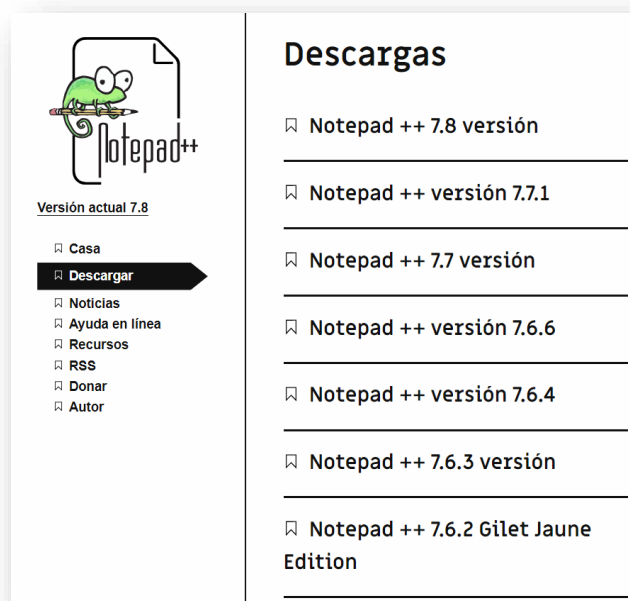 Notepad++
Versión actual 7.8
Casa
Descargar
Noticias
Ayuda en línea
Recursos
RSS
Donar
Autor
Descargas
Notepad ++ 7.8 versión
Notepad ++ versión 7.7.1
Notepad ++ 7.7 versión
Notepad ++ versión 7.6.6
Notepad ++ versión 7.6.4
Notepad ++ 7.6.3 versión
Notepad ++ 7.6.2 Gilet Jaune
Edition